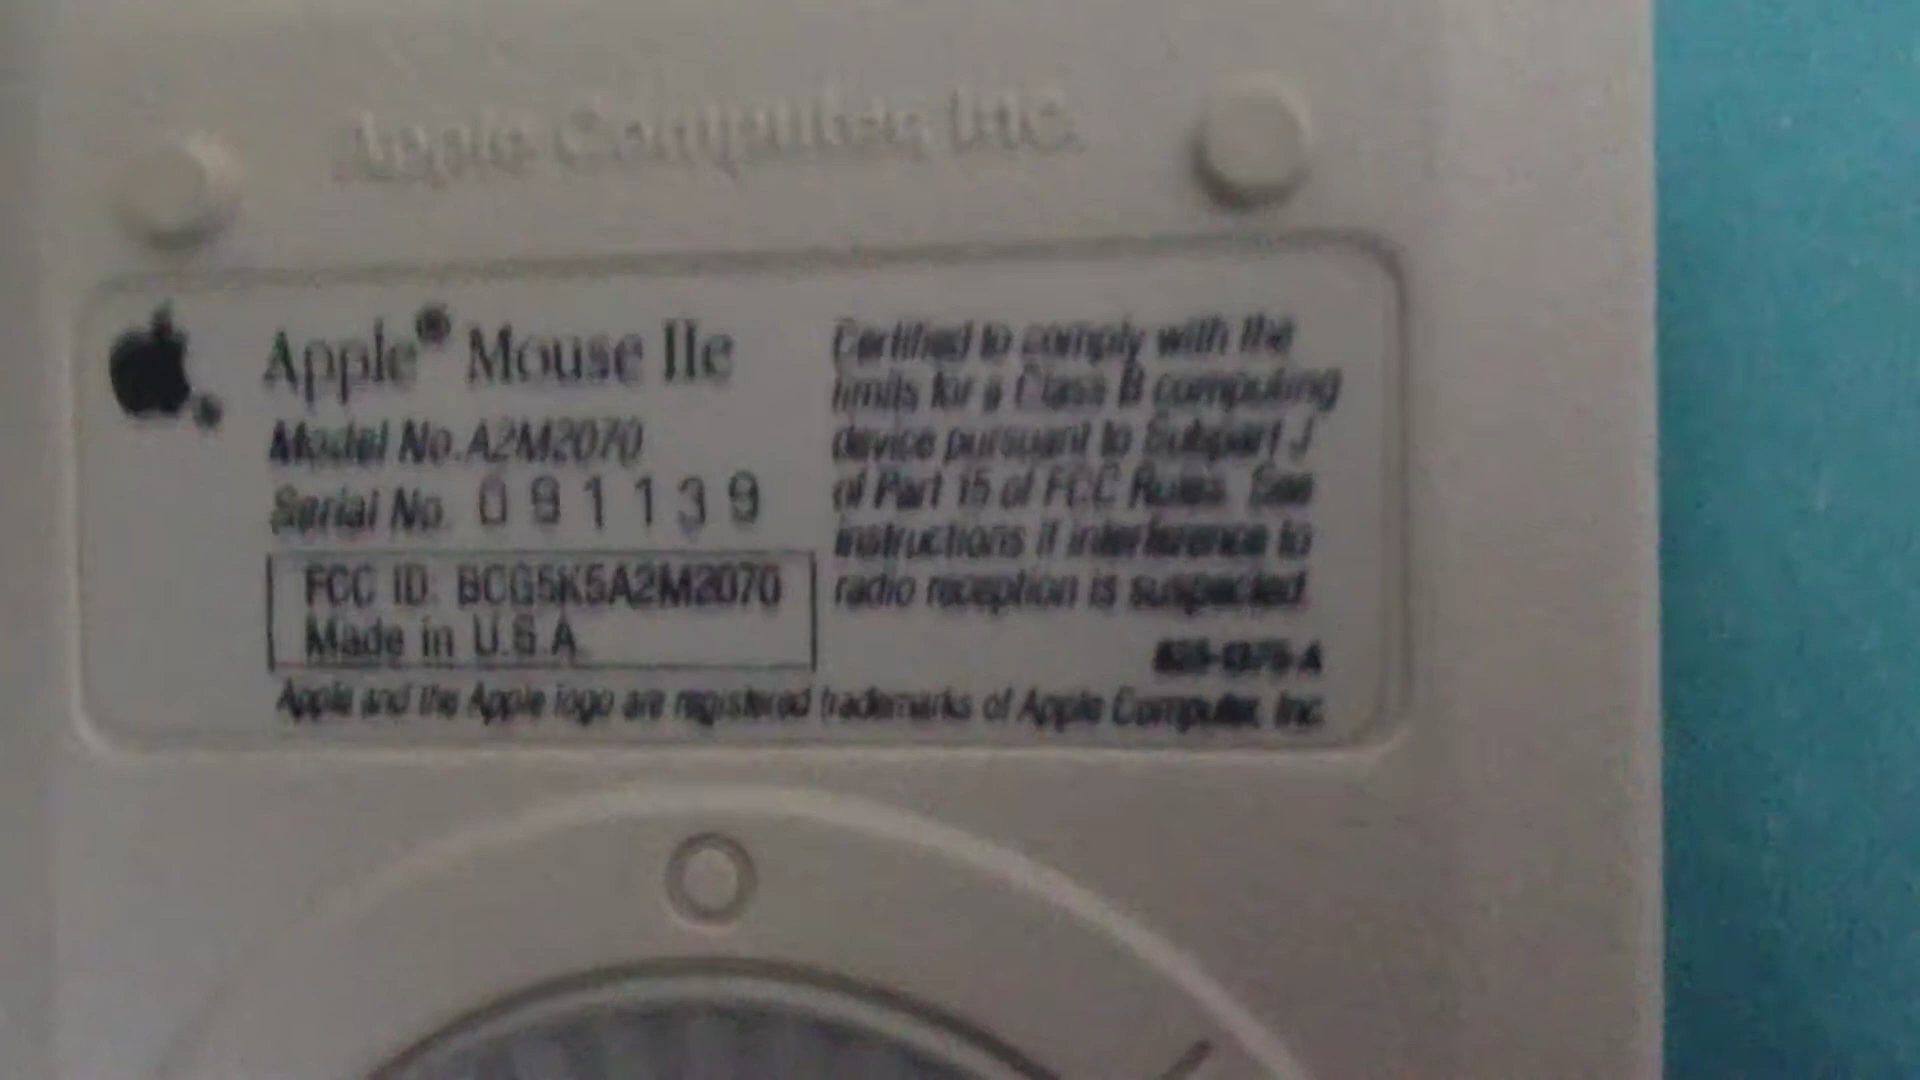 Apple Computer, Inc.
Apple® Mouse IIe
Model No. A2M2070
Serial No. 091139
FCC ID: BCG5K5A2M2070
Made in U.S.A.
Certified to comply with the
limits for a Class B computing
device pursuant to Subpart J
of Part 15 of FCC Rules. See
instructions if interference to
radio reception is suspected.
Apple and the Apple logo are registered trademarks of Apple Computer, Inc.